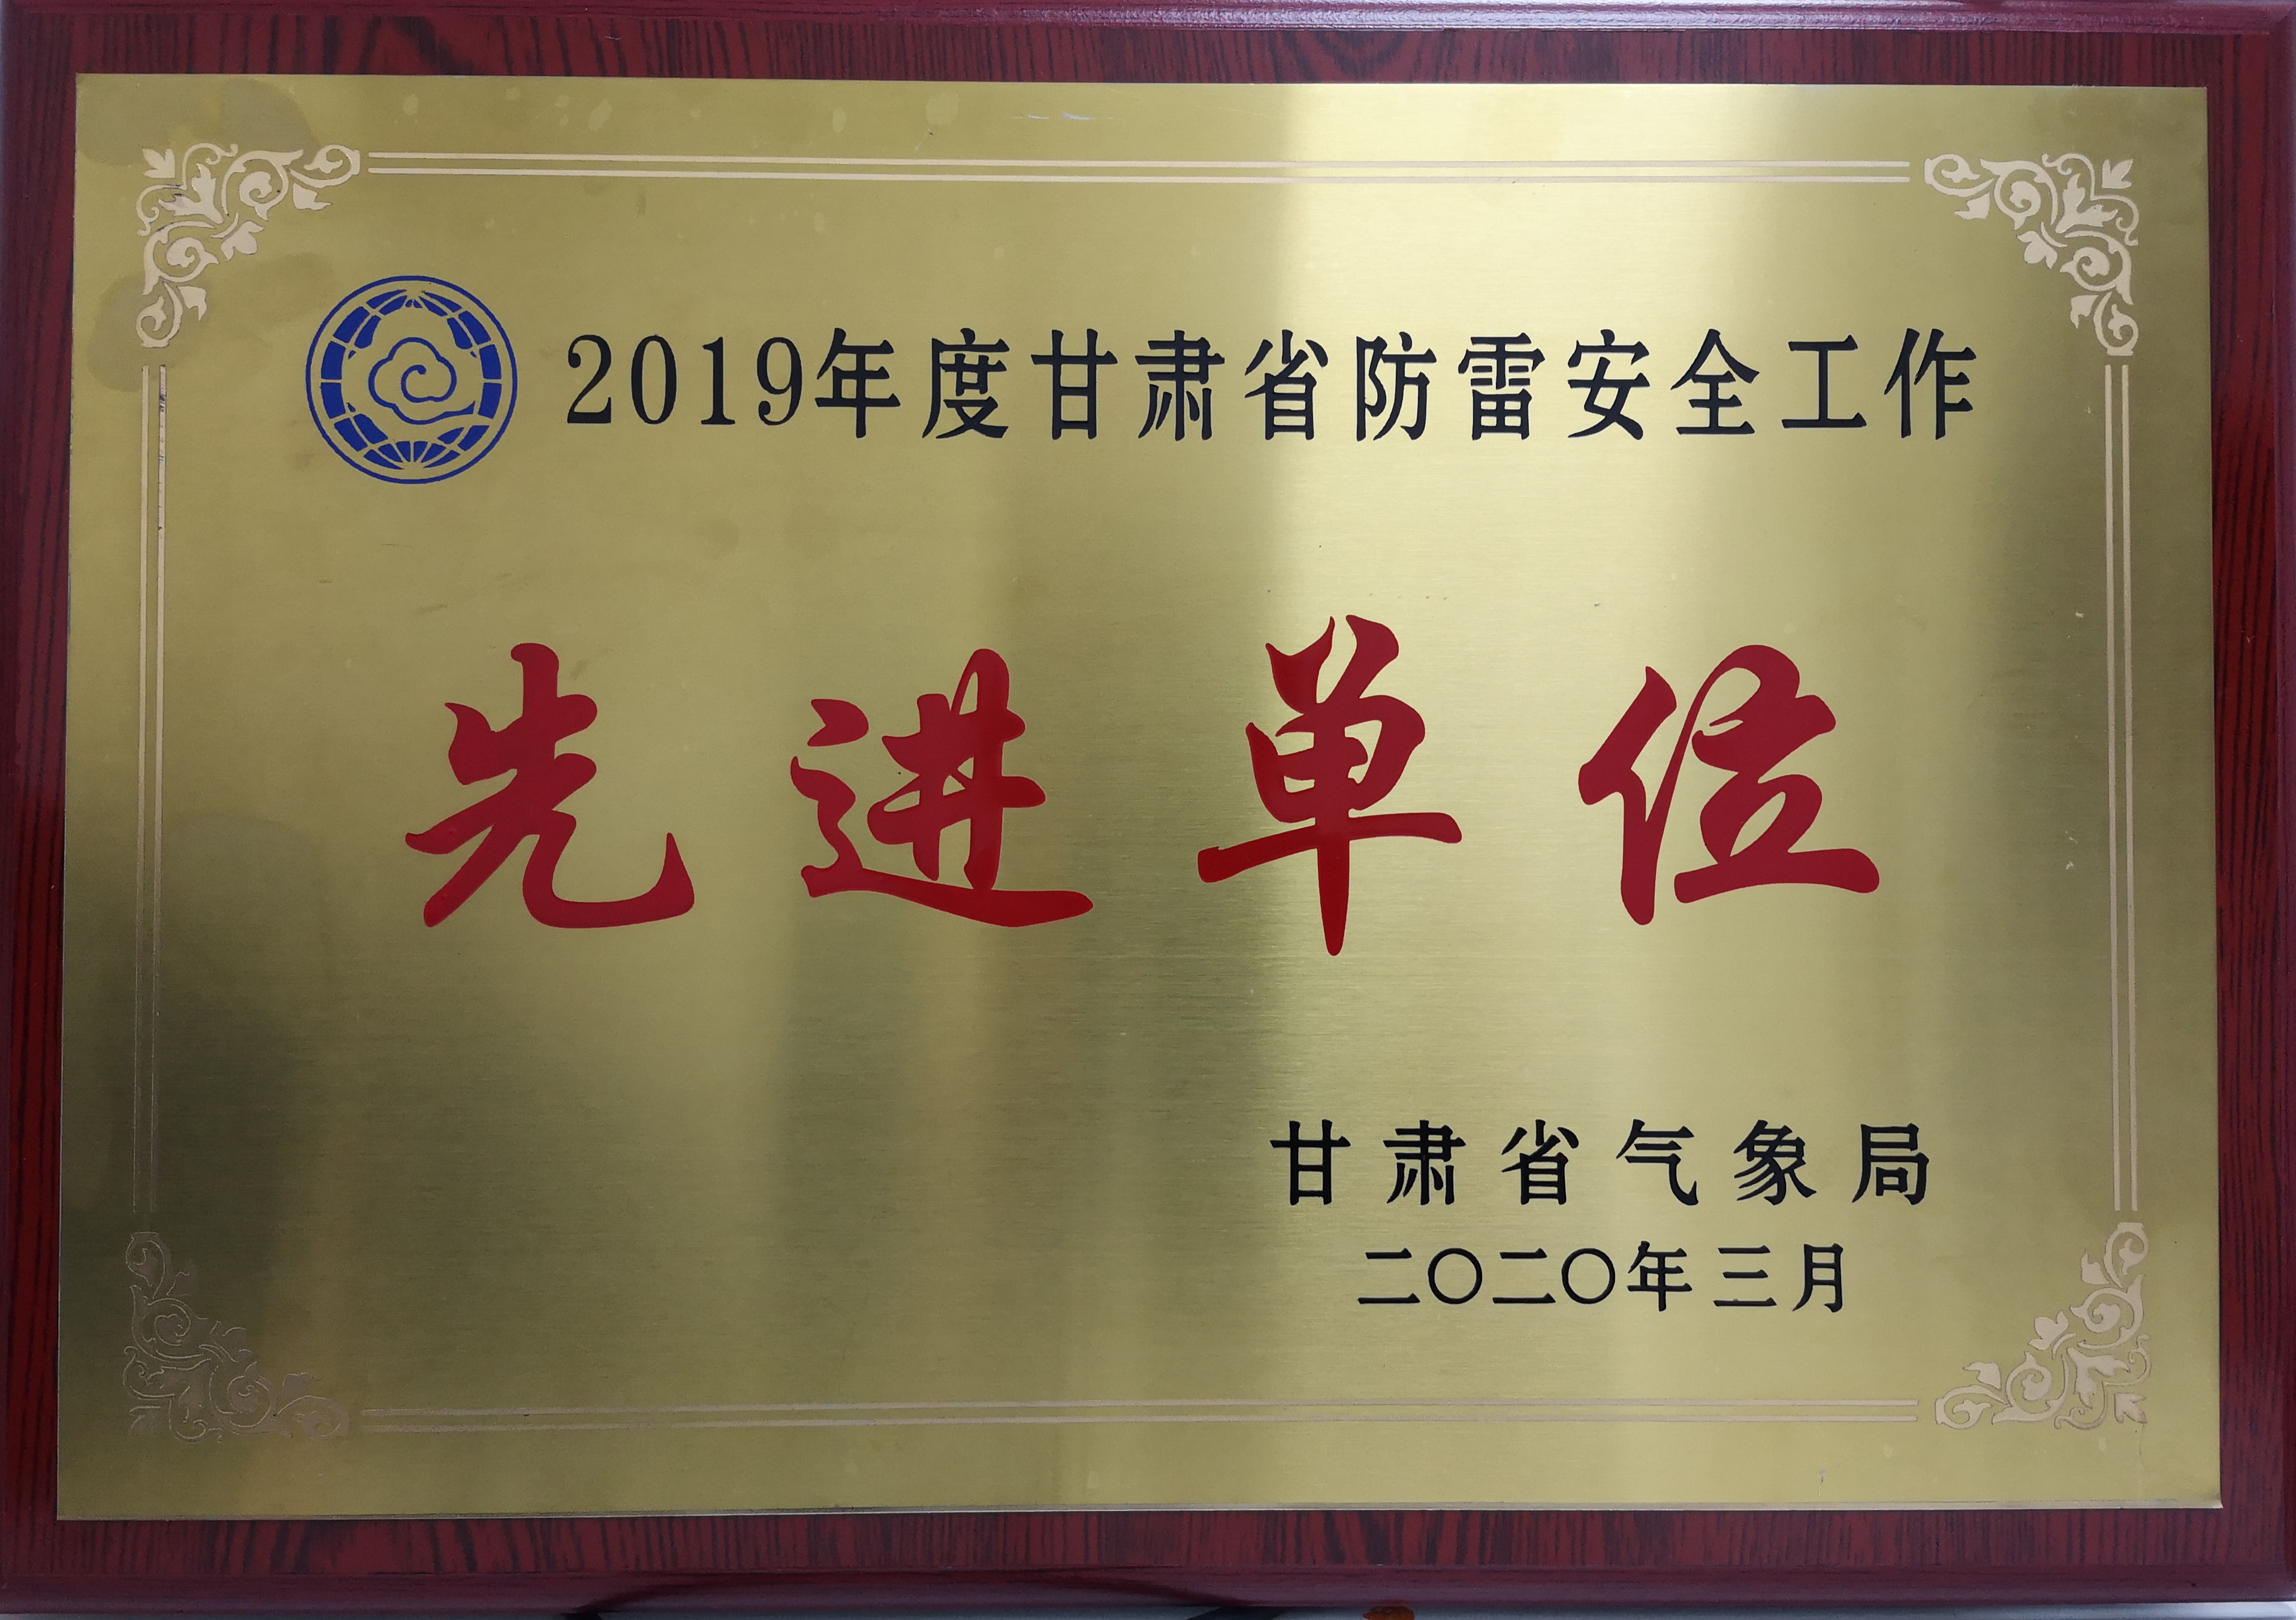 2019年度甘肃省防雷安全工作
先进单位
甘肃省气象局
二〇二〇年三月